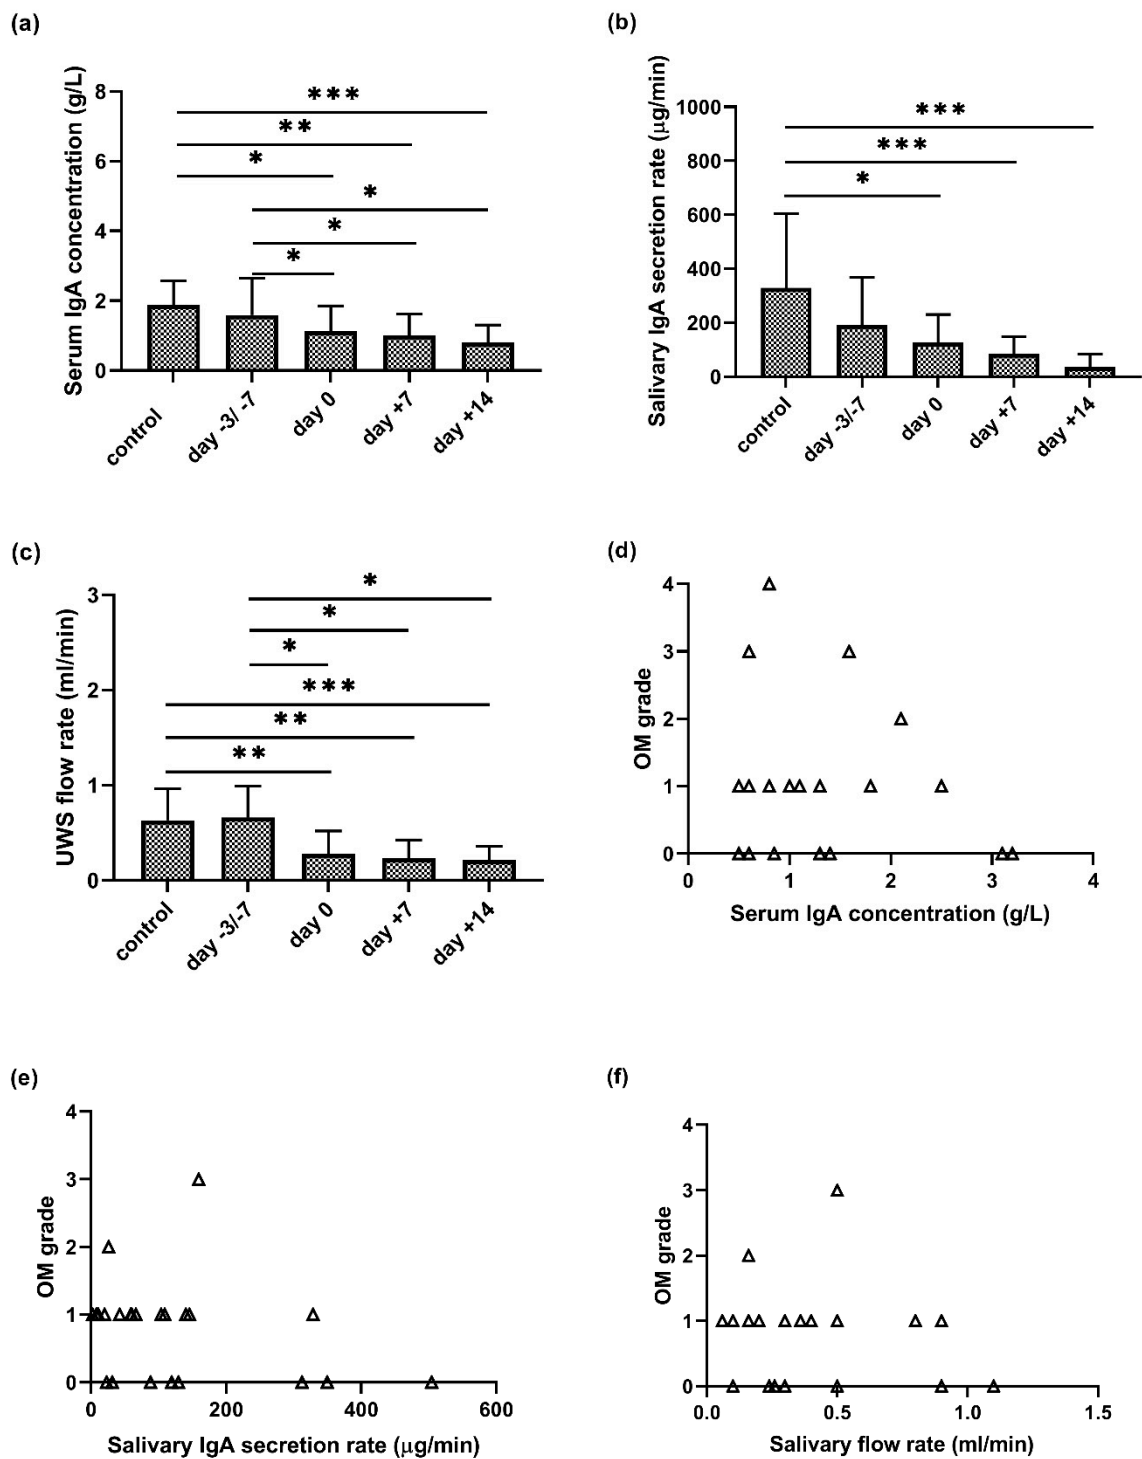 (a)
Serum IgA concentration (g/L)
8
6
4
2
0
***
**
*
*
*
*
control
day -3/-7
day 0
day +7
day +14
(b)
Salivary IgA secretion rate (μg/min)
1000
800
600
400
200
0
***
***
*
control
day -3/-7
day 0
day +7
day +14
(c)
UWS flow rate (ml/min)
3
2
1
0
*
*
*
***
**
**
control
day -3/-7
day 0
day +7
day +14
(d)
OM grade
4
3
2
1
0
0 1 2 3 4
Serum IgA concentration (g/L)
(e)
OM grade
4
3
2
1
0
0 200 400 600
Salivary IgA secretion rate (μg/min)
(f)
OM grade
4
3
2
1
0
0.0 0.5 1.0 1.5
Salivary flow rate (ml/min)